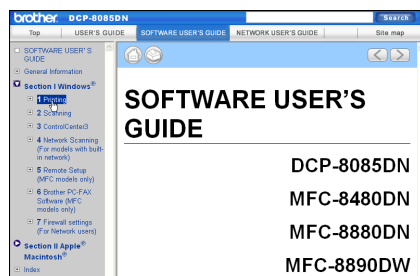 brother. DCP-8085DN
Search
Top USER'S GUIDE SOFTWARE USER'S GUIDE NETWORK USER'S GUIDE Site map
SOFTWARE USER'S
GUIDE
General Information
Section I Windows®
1 Printing
2 Scanning
3 ControlCenter3
4 Network Scanning
(For models with built-
in network)
5 Remote Setup
(MFC models only)
6 Brother PC-FAX
Software (MFC
models only)
7 Firewall settings
(For Network users)
Section II Apple®
Macintosh®
Index
SOFTWARE USER'S
GUIDE
DCP-8085DN
MFC-8480DN
MFC-8880DN
MFC-8890DW